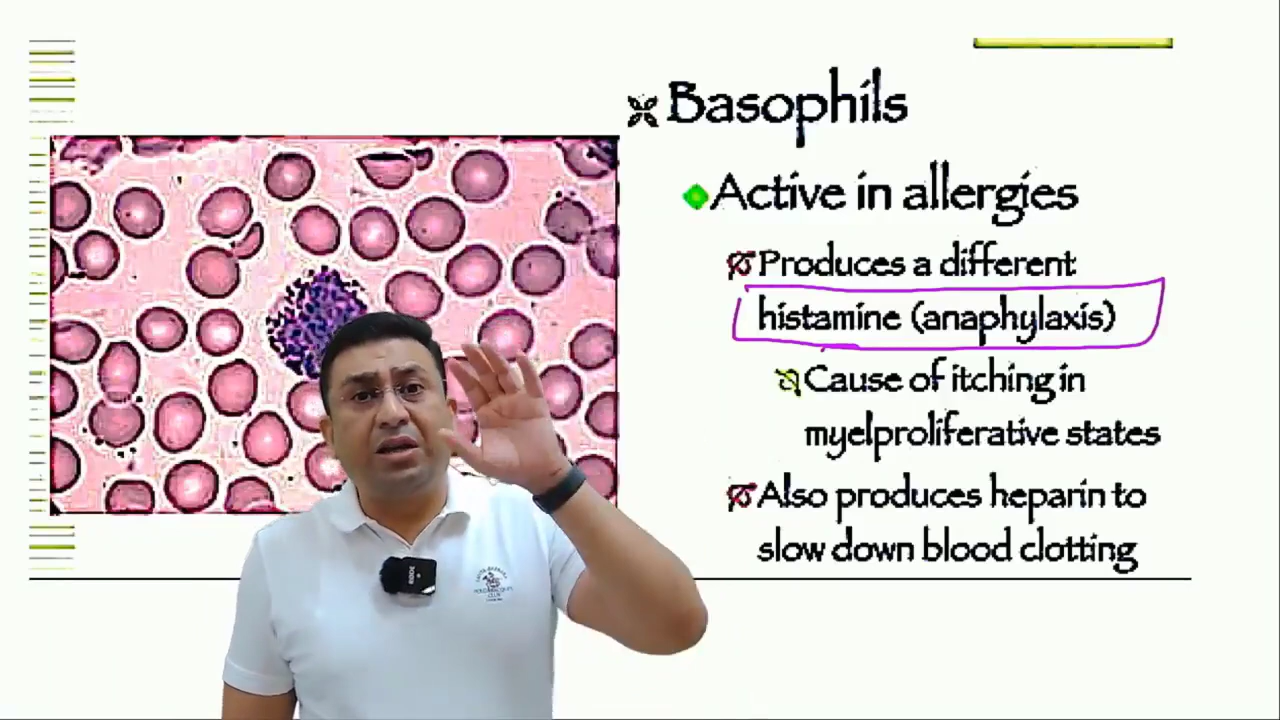 Basophils
Active in allergies
Produces a different
histamine (anaphylaxis)
Cause of itching in
myelproliferative states
Also produces heparin to
slow down blood clotting
RODE